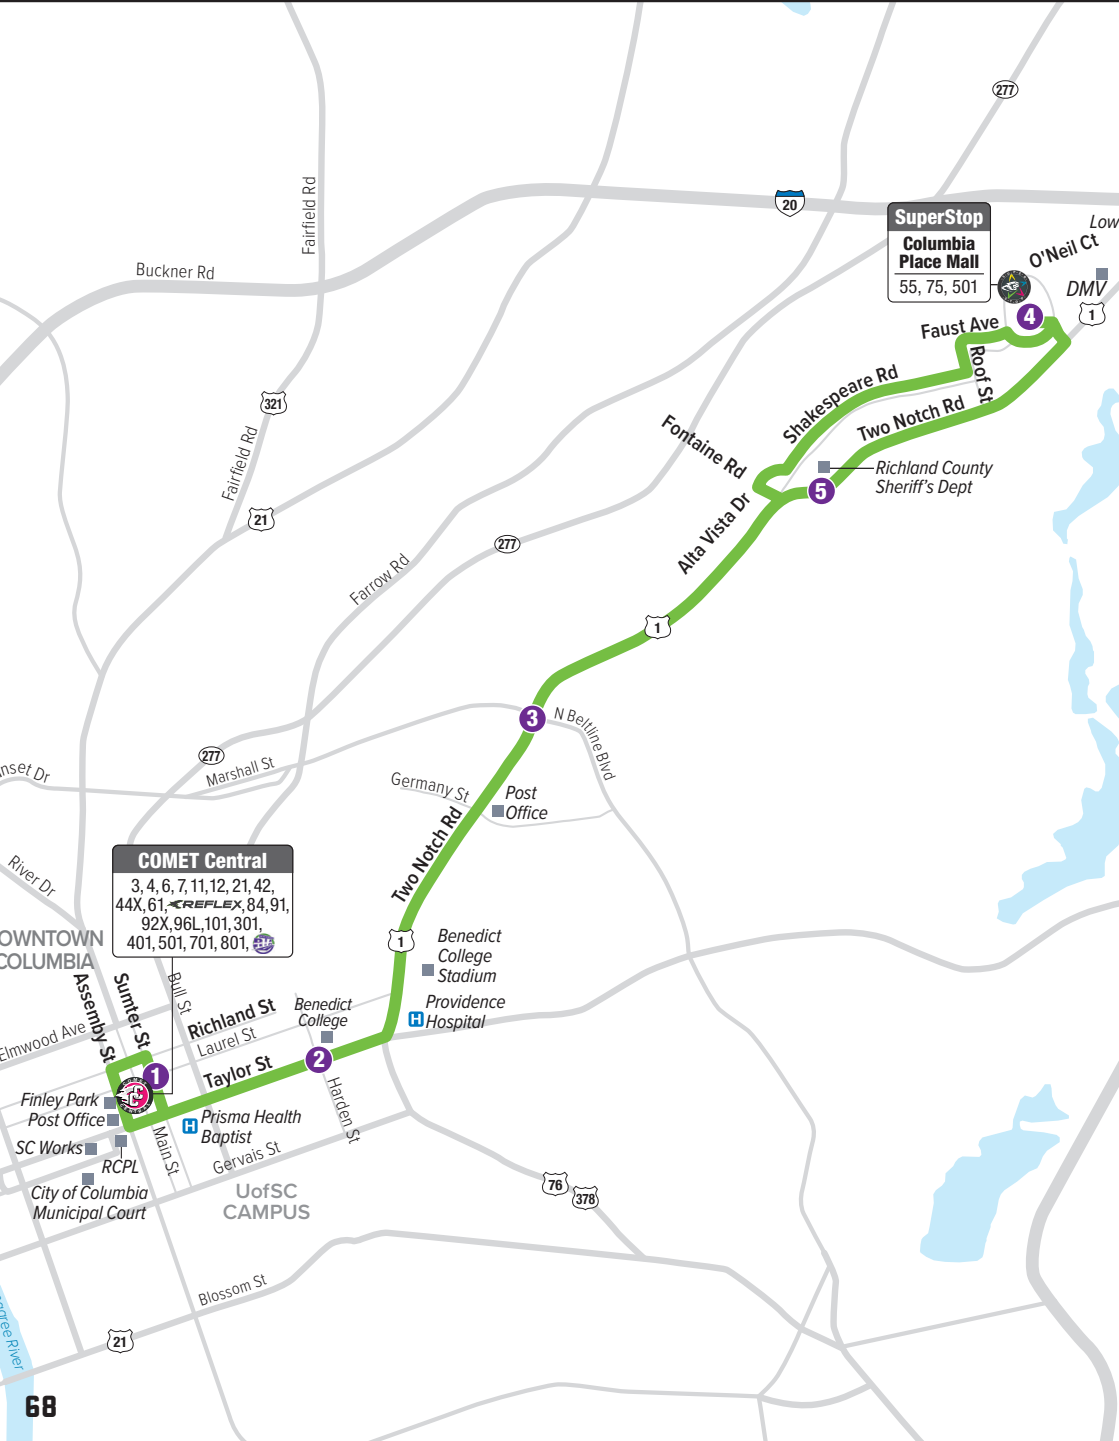 277
20
SuperStop
Columbia
Place Mall
55, 75, 501
Low
O'Neil Ct
DMV
1
4
Faust Ave
Roof St
Fairfield Rd
Buckner Rd
321
Fairfield Rd
21
Shakespeare Rd
Two Notch Rd
Fontaine Rd
Richland County
Sheriff's Dept
5
Alta Vista Dr
277
Farrow Rd
1
3
N Beltline Blvd
277
Marshall St
nset Dr
Germany St
Post
Office
Two Notch Rd
River Dr
COMET Central
3, 4, 6, 7, 11, 12, 21, 42,
44X, 61, REFLEX, 84, 91,
92X, 96L, 101, 301,
401, 501, 701, 801,
OWNTOWN
COLUMBIA
1
Benedict
College
Stadium
Providence
H Hospital
Assemby St
Sumter St
Bull St
Richland St
Laurel St
Benedict
College
Elmwood Ave
Taylor St
2
1
Harden St
Finley Park
Post Office
SC Works
RCPL
City of Columbia
Municipal Court
Main St
H Prisma Health
Baptist
Gervais St
UofSC
CAMPUS
76
378
Blossom St
21
garee River
68